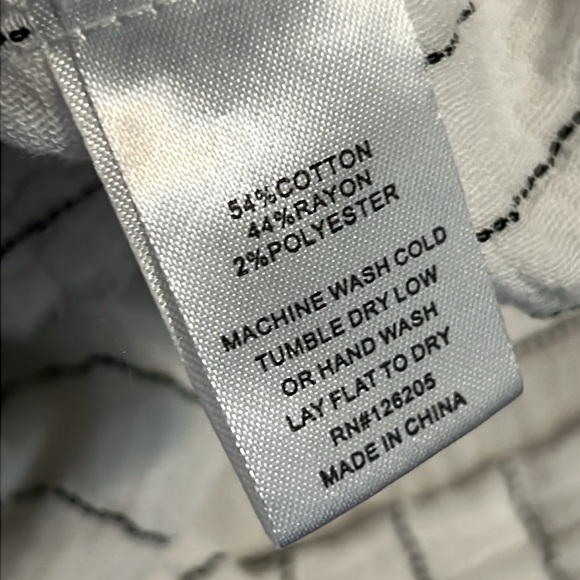 54%COTTON
44%RAYON
2%POLYESTER
MACHINE WASH COLD
TUMBLE DRY LOW
OR HAND WASH
LAY FLAT TO DRY
RN#126205
MADE IN CHINA